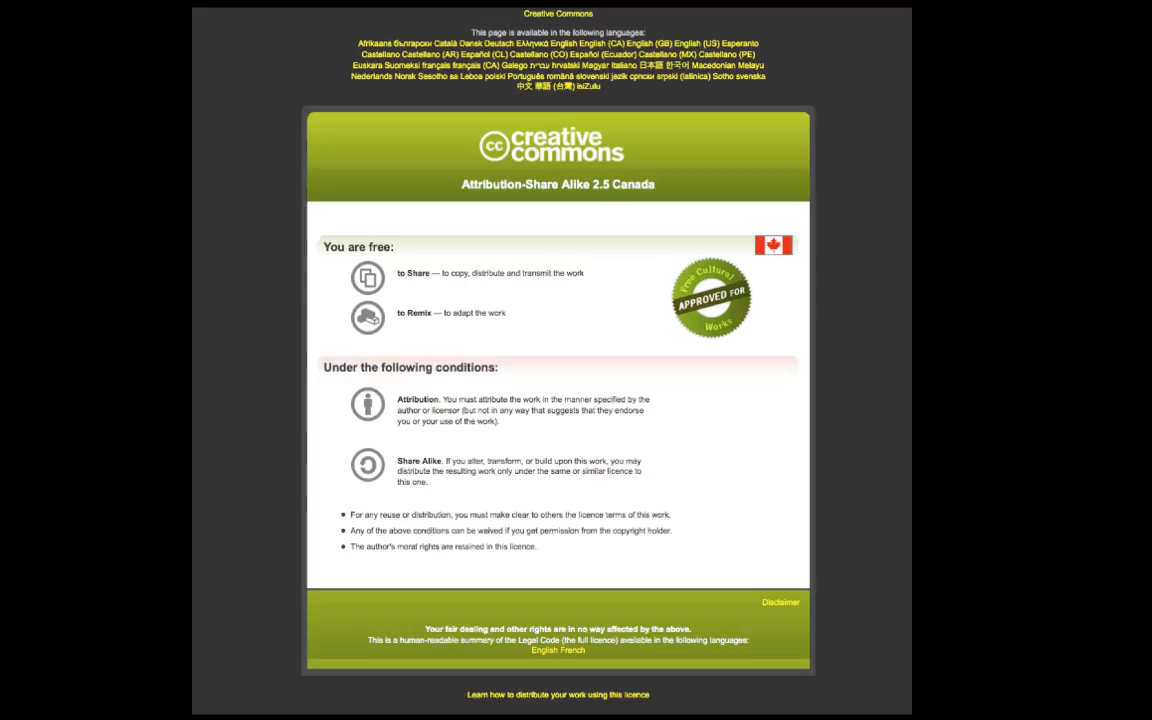 Creative Commons
This page is available in the following languages:
Afrikaans български Català Dansk Deutsch Ελληνικά English English (CA) English (GB) English (US) Esperanto
Castellano Castellano (AR) Español (CL) Castellano (CO) Español (Ecuador) Castellano (MX) Castellano (PE)
Euskara Suomeksi français français (CA) Galego עברית hrvatski Magyar Italiano 日本語 한국어 Macedonian Melayu
Nederlands Norsk Sesotho sa Leboa polski Português română slovenski jezik српски srpski (latinica) Sotho svenska
中文 華語 (台灣) isiZulu
cc creative
commons
Attribution-Share Alike 2.5 Canada
You are free:
to Share — to copy, distribute and transmit the work
to Remix — to adapt the work
Free Cultural
APPROVED FOR
Works
Under the following conditions:
Attribution. You must attribute the work in the manner specified by the
author or licensor (but not in any way that suggests that they endorse
you or your use of the work).
Share Alike. If you alter, transform, or build upon this work, you may
distribute the resulting work only under the same or similar licence to
this one.
For any reuse or distribution, you must make clear to others the licence terms of this work.
Any of the above conditions can be waived if you get permission from the copyright holder.
The author's moral rights are retained in this licence.
Disclaimer
Your fair dealing and other rights are in no way affected by the above.
This is a human-readable summary of the Legal Code (the full licence) available in the following languages:
English French
Learn how to distribute your work using this licence